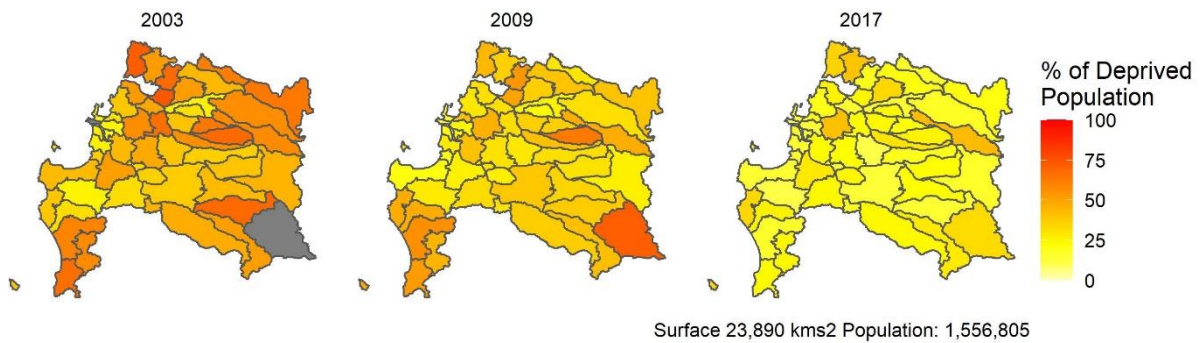 2003
2009
2017
% of Deprived
Population
100
75
50
25
0
Surface 23,890 kms2 Population: 1,556,805